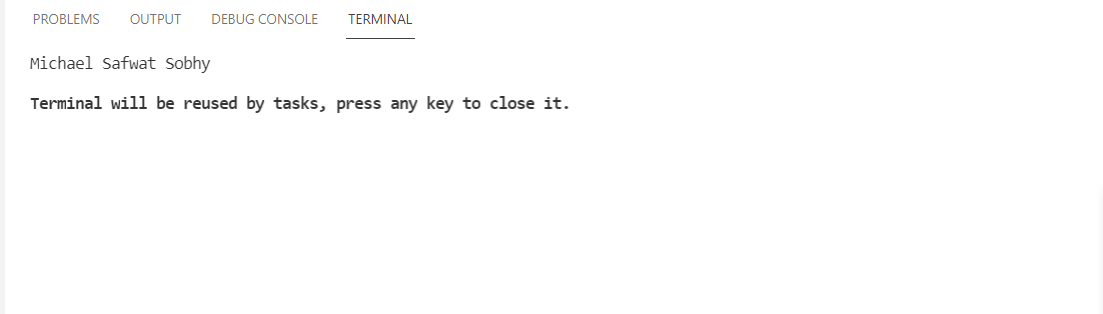 PROBLEMS OUTPUT DEBUG CONSOLE TERMINAL
Michael Safwat Sobhy
Terminal will be reused by tasks, press any key to close it.